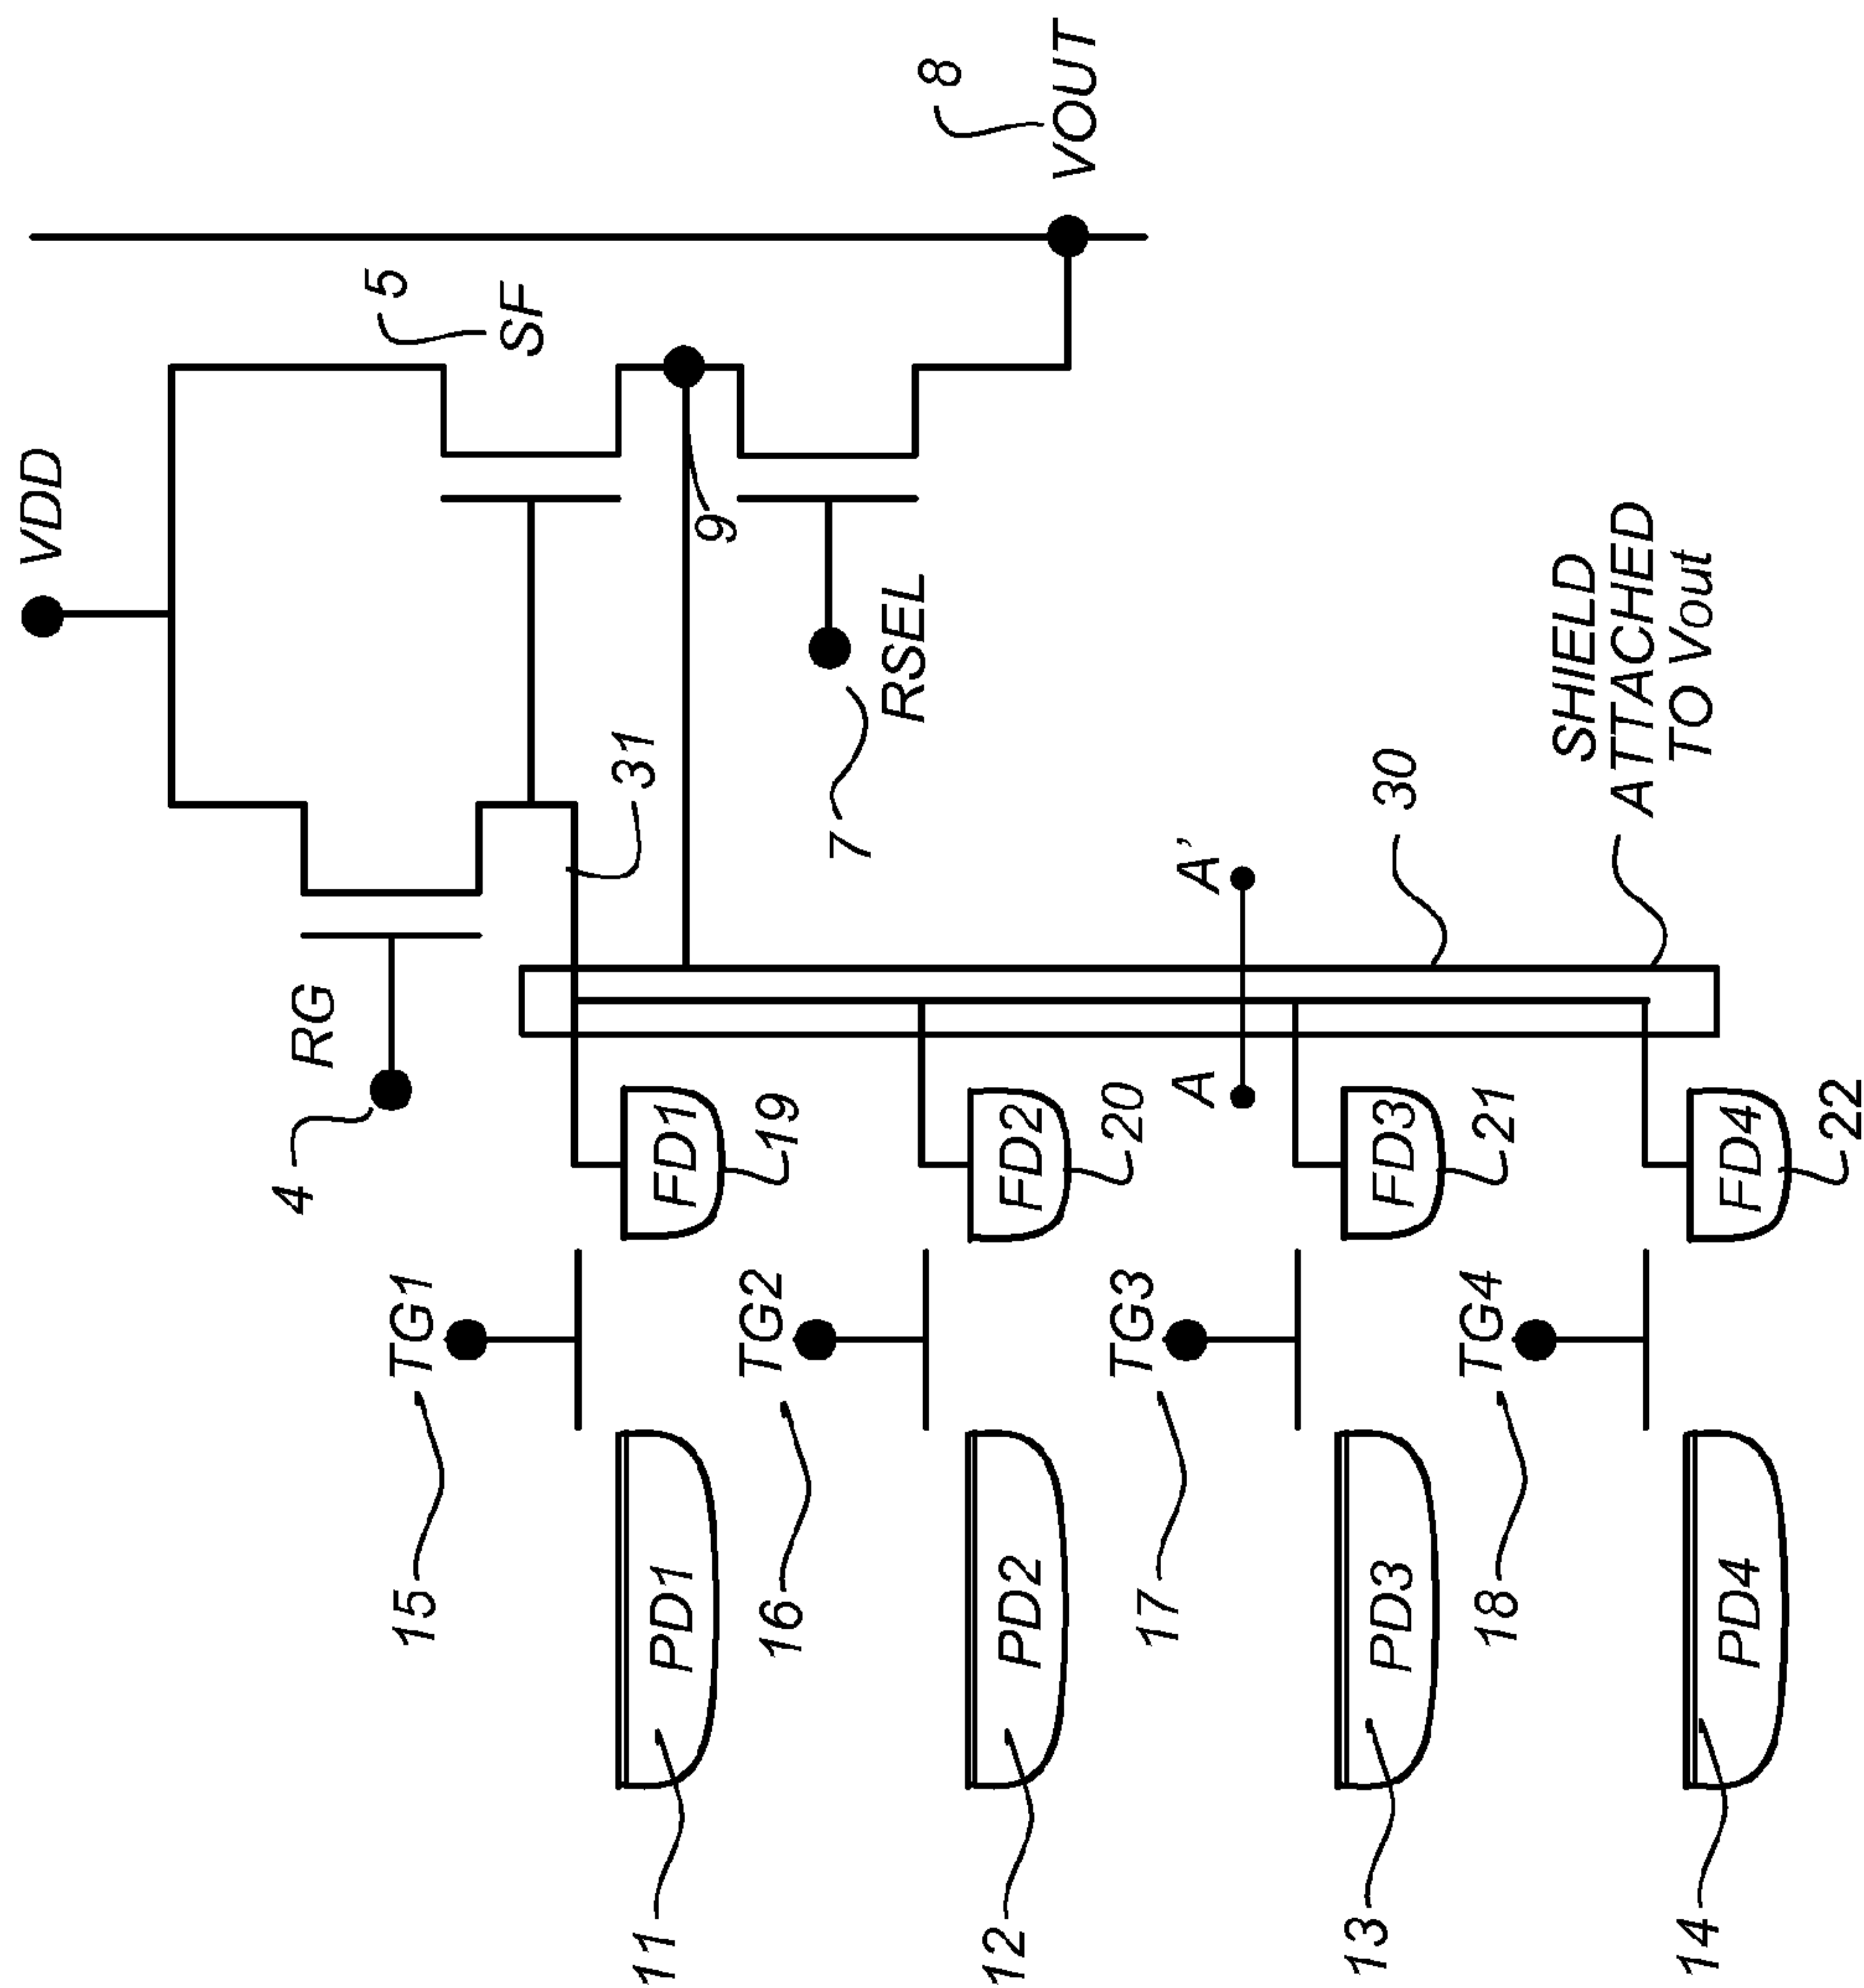 VDD
8
VOUT
5
SF
9
RSEL
7
31
RG
4
SHIELD
ATTACHED
TO Vout
30
A
A'
FD1
19
FD2
20
FD3
21
FD4
22
TG1
15
TG2
16
TG3
17
TG4
18
PD1
11
PD2
12
PD3
13
PD4
14